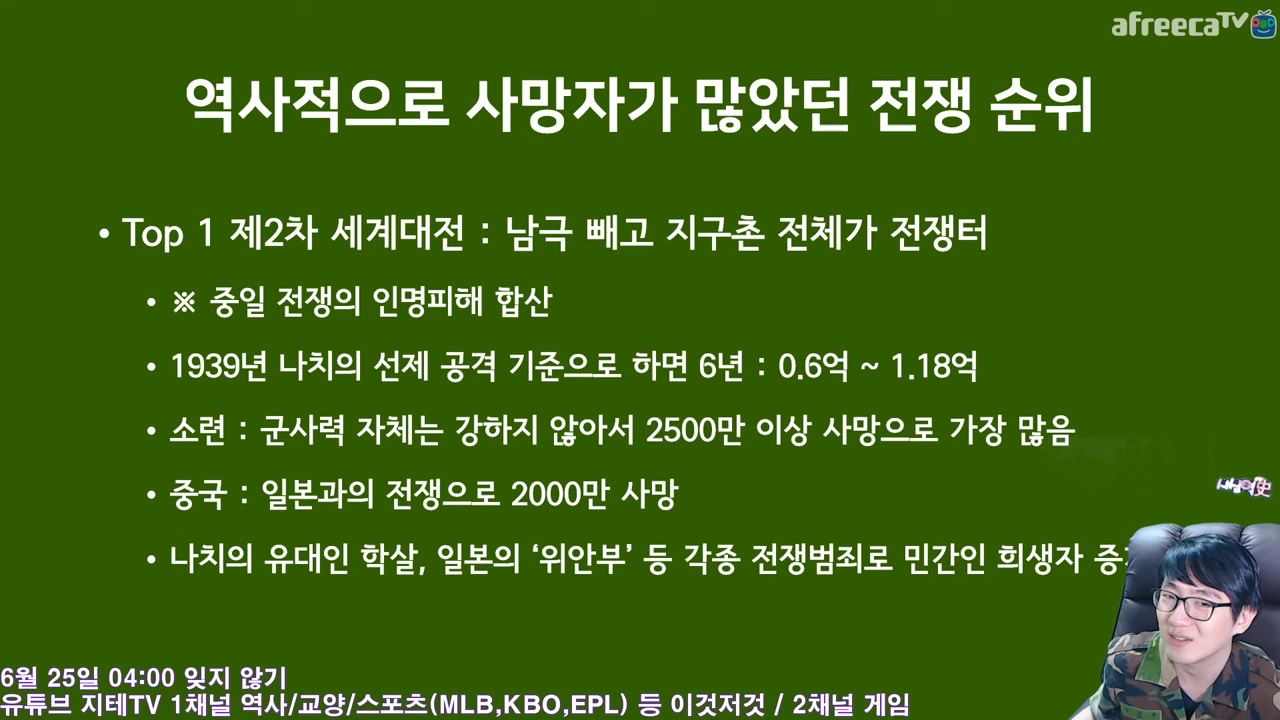 afreecaTV
역사적으로 사망자가 많았던 전쟁 순위
• Top 1 제2차 세계대전 : 남극 빼고 지구촌 전체가 전쟁터
• ※ 중일 전쟁의 인명피해 합산
• 1939년 나치의 선제 공격 기준으로 하면 6년 : 0.6억 ~ 1.18억
• 소련 : 군사력 자체는 강하지 않아서 2500만 이상 사망으로 가장 많음
• 중국 : 일본과의 전쟁으로 2000만 사망
• 나치의 유대인 학살, 일본의 ‘위안부’ 등 각종 전쟁범죄로 민간인 희생자
6월 25일 04:00 잊지 않기
유튜브 지테TV 1채널 역사/교양/스포츠(MLB,KBO,EPL) 등 이것저것 / 2채널 게임